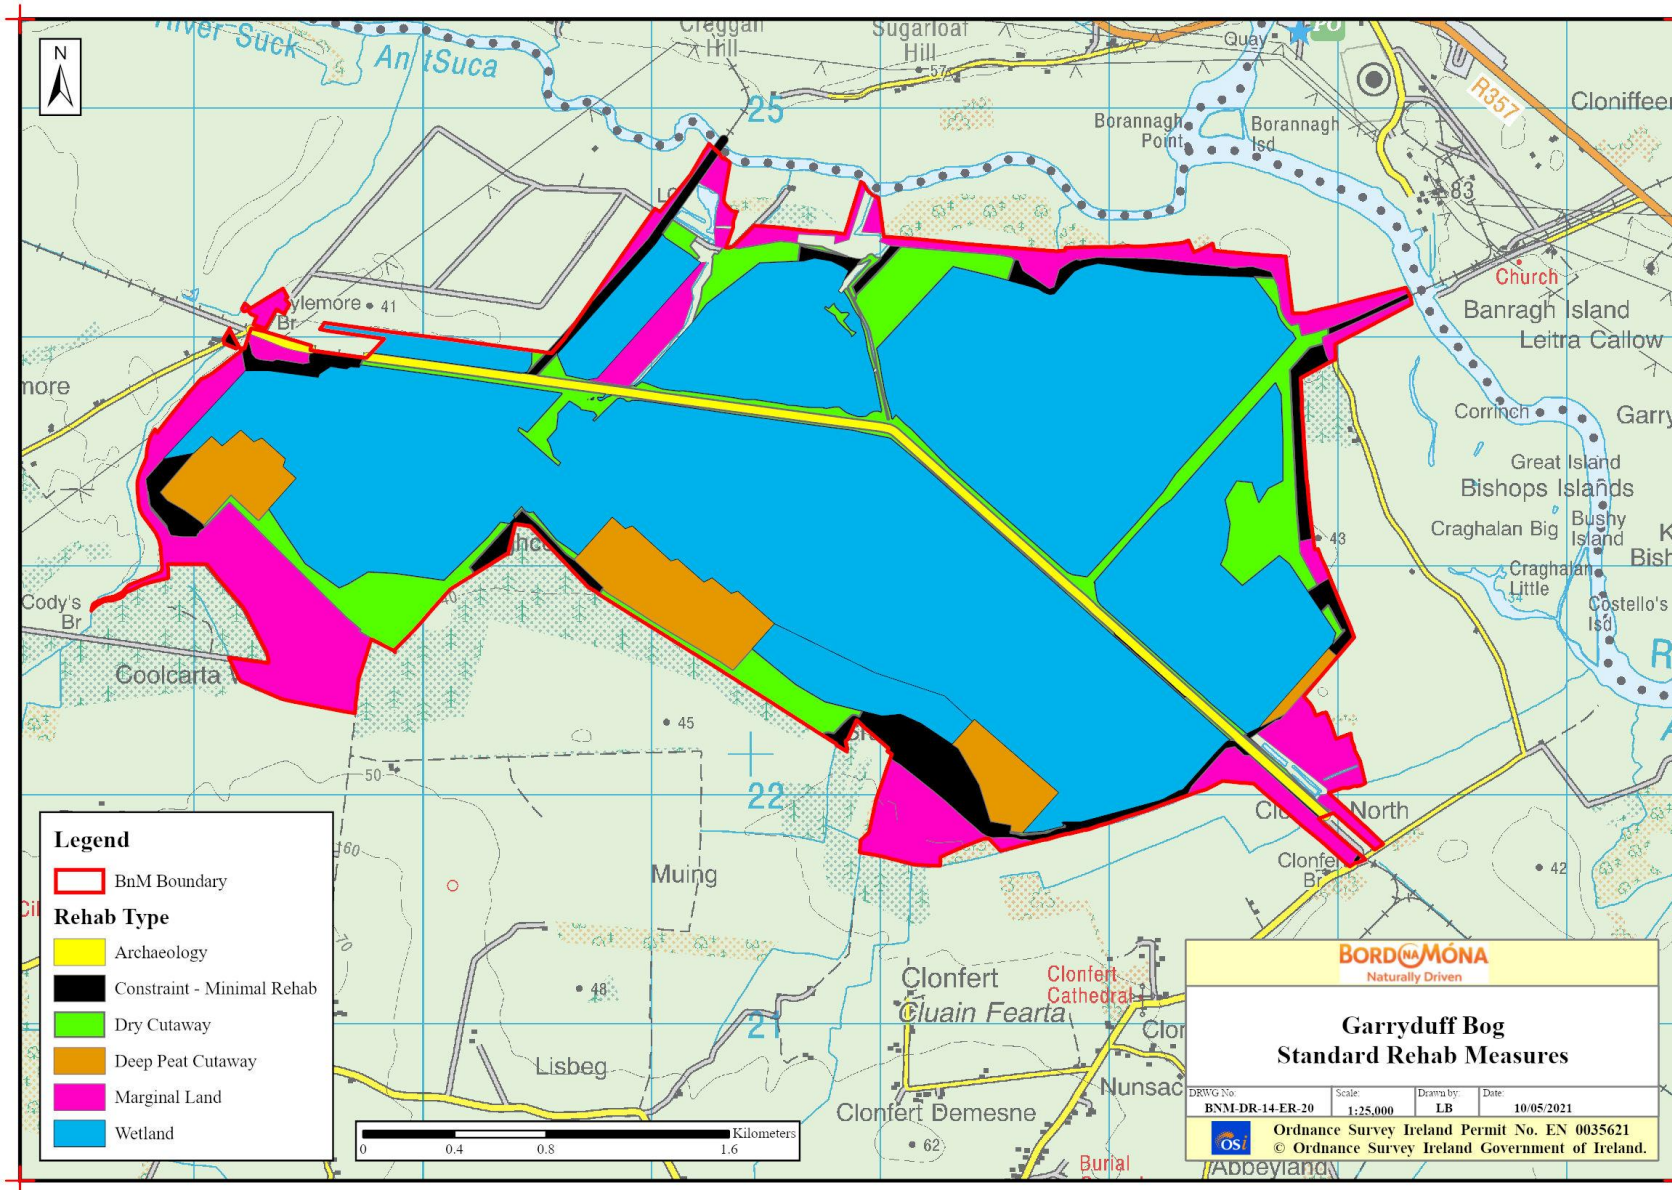 River Suck
AntSuca
Creggan
Hill
Sugarloaf
Hill
57
Quay
PO
R357
25
Borannagh
Point
Borannagh
Isd
83
N
Church
Banragh Island
Leitra Callow
41
Br
Corrinch
Great Island
Bishops Islands
Craghalan Big
Bushy
Island
43
Craghalan
Little
34
Costello's
Isd
Cody's
Br
Coolcarta
45
50
22
North
Clonfer
Br
42
60
Muing
70
48
Clonfert
Cluain Fearta
Clonfert
Cathedral
21
Lisbeg
Clonfert Demesne
62
Burial
Abbeyland
Legend
BnM Boundary
Rehab Type
Archaeology
Constraint - Minimal Rehab
Dry Cutaway
Deep Peat Cutaway
Marginal Land
Wetland
Kilometers
0 0.4 0.8 1.6
BORD NA MÓNA
Naturally Driven
Garryduff Bog
Standard Rehab Measures
DRWG No: Scale: Drawn by: Date:
BNM-DR-14-ER-20 1:25,000 LB 10/05/2021
osi
Ordnance Survey Ireland Permit No. EN 0035621
© Ordnance Survey Ireland Government of Ireland.